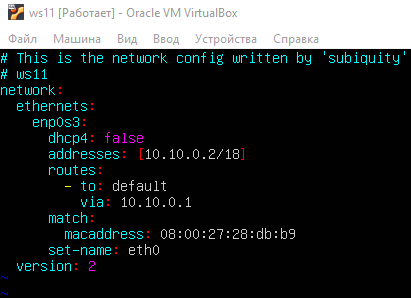 ws11 [Работает] - Oracle VM VirtualBox
Файл Машина Вид Ввод Устройства Справка
# This is the network config written by 'subiquity'
# ws11
network:
  ethernets:
    enp0s3:
      dhcp4: false
      addresses: [10.10.0.2/18]
      routes:
        - to: default
          via: 10.10.0.1
      match:
        macaddress: 08:00:27:28:db:b9
      set-name: eth0
  version: 2
~
~